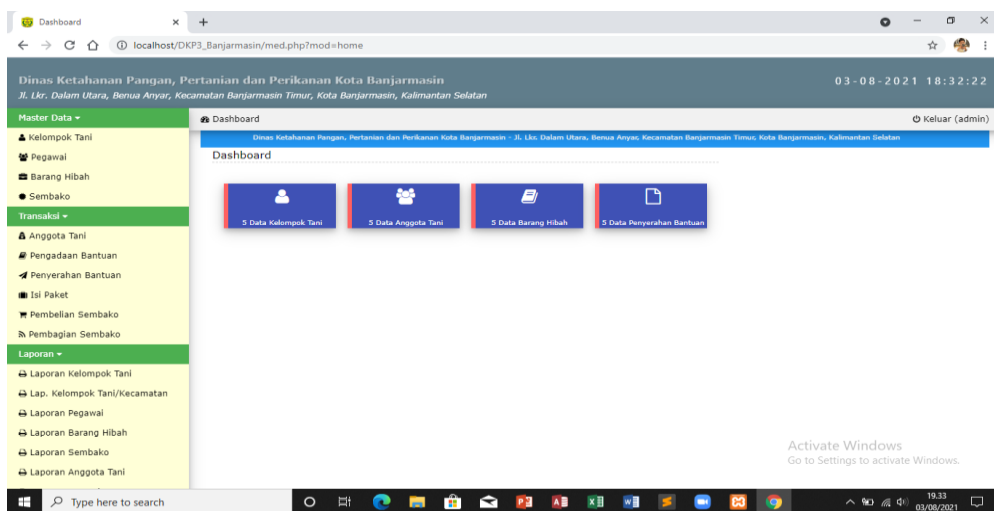 Dashboard
localhost/DKP3_Banjarmasin/med.php?mod=home
Dinas Ketahanan Pangan, Pertanian dan Perikanan Kota Banjarmasin
03-08-2021 18:32:22
Jl. Lkr. Dalam Utara, Benua Anyar, Kecamatan Banjarmasin Timur, Kota Banjarmasin, Kalimantan Selatan
Master Data
Dashboard
Keluar (admin)
Dinas Ketahanan Pangan, Pertanian dan Perikanan Kota Banjarmasin - Jl. Lkr. Dalam Utara, Benua Anyar, Kecamatan Banjarmasin Timur, Kota Banjarmasin, Kalimantan Selatan
Kelompok Tani
Pegawai
Barang Hibah
Sembako
Transaksi
Anggota Tani
Pengadaan Bantuan
Penyerahan Bantuan
Isi Paket
Pembelian Sembako
Pembagian Sembako
Laporan
Laporan Kelompok Tani
Lap. Kelompok Tani/Kecamatan
Laporan Pegawai
Laporan Barang Hibah
Laporan Sembako
Laporan Anggota Tani
Dashboard
5 Data Kelompok Tani
5 Data Anggota Tani
5 Data Barang Hibah
5 Data Penyerahan Bantuan
Activate Windows
Go to Settings to activate Windows.
Type here to search
19.33
03/08/2021